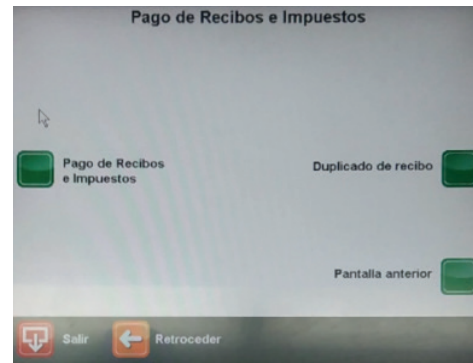 Pago de Recibos e Impuestos
Pago de Recibos
e Impuestos
Duplicado de recibo
Pantalla anterior
Salir
Retroceder